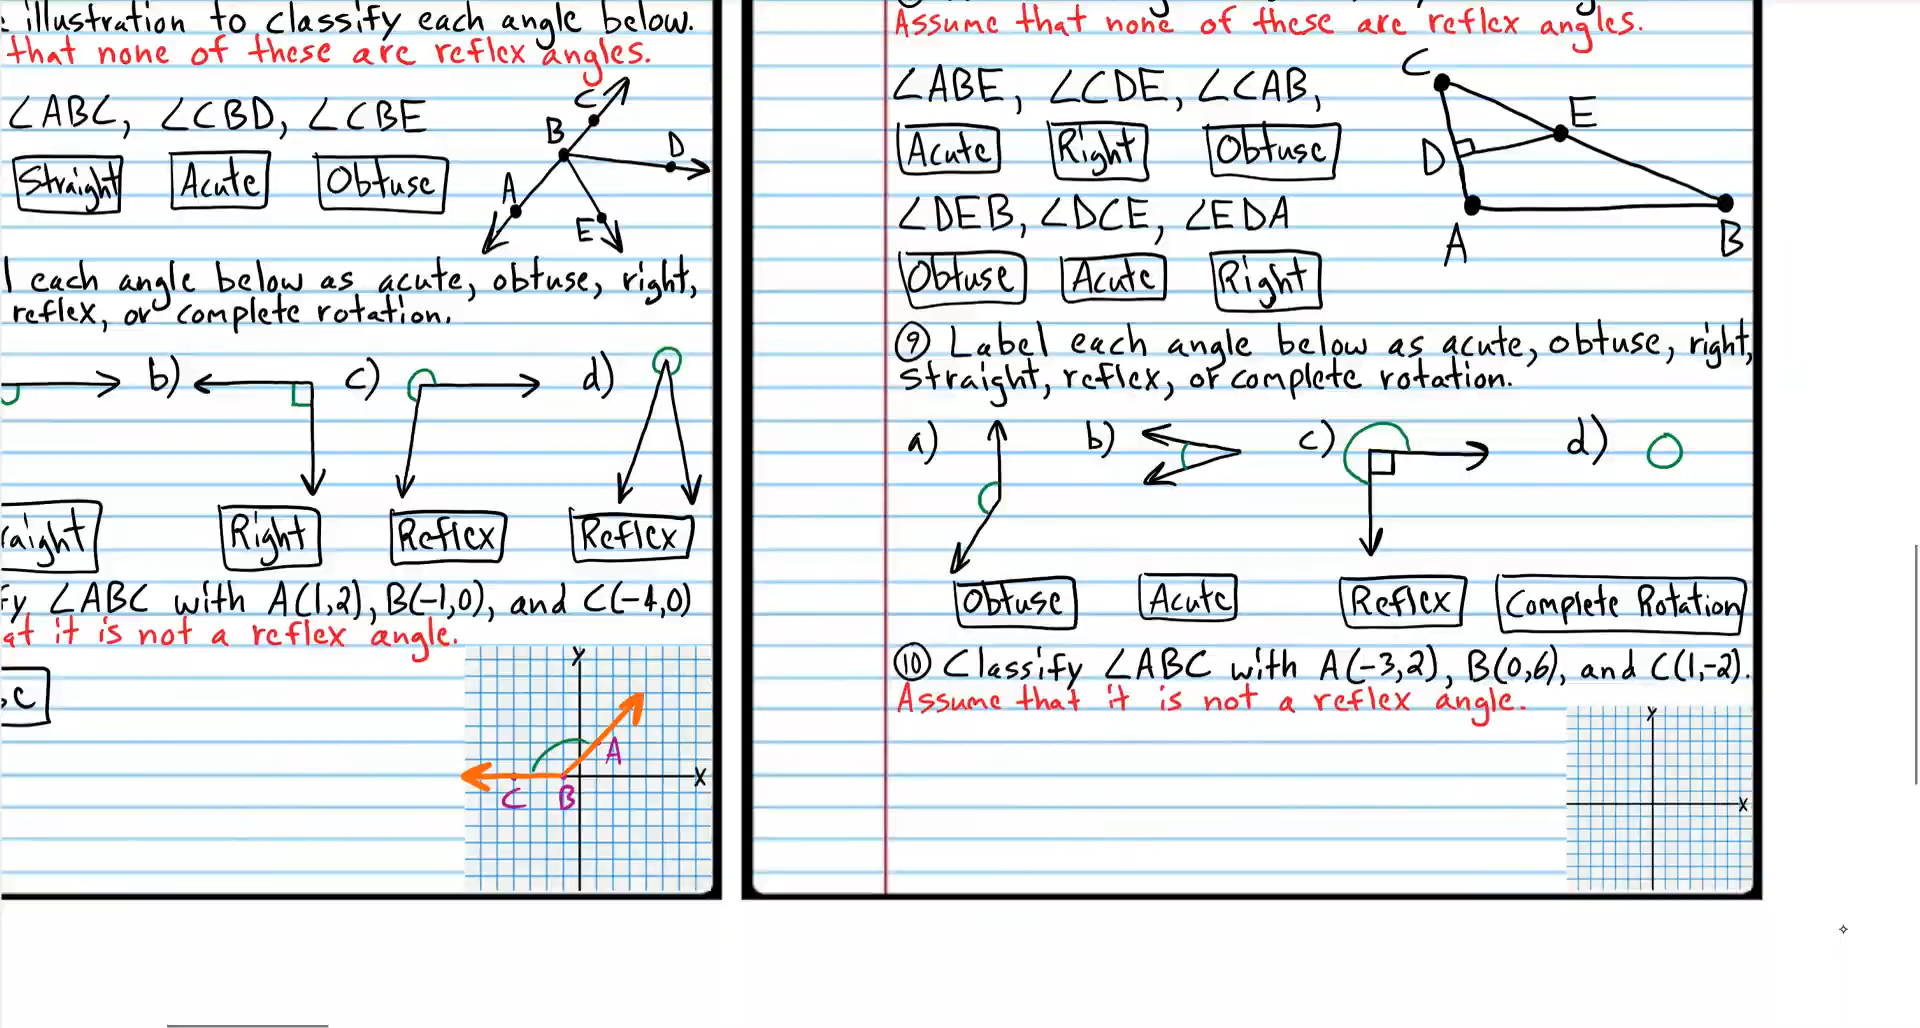 illustration to classify each angle below.
that none of these are reflex angles.
∠ABC, ∠CBD, ∠CBE
Straight Acute Obtuse
C
B
D
A
E
each angle below as acute, obtuse, right,
reflex, or complete rotation.
b) c) d)
raight Right Reflex Reflex
fy ∠ABC with A(1,2), B(-1,0), and C(-4,0)
at it is not a reflex angle.
Y
A
X
C B
Assume that none of these are reflex angles.
∠ABE, ∠CDE, ∠CAB,
Acute Right Obtuse
∠DEB, ∠DCE, ∠EDA
Obtuse Acute Right
C
E
D
A
B
⑨ Label each angle below as acute, obtuse, right,
straight, reflex, or complete rotation.
a) b) c) d)
Obtuse Acute Reflex Complete Rotation
⑩ Classify ∠ABC with A(-3,2), B(0,6), and C(1,-2).
Assume that it is not a reflex angle.
Y
X